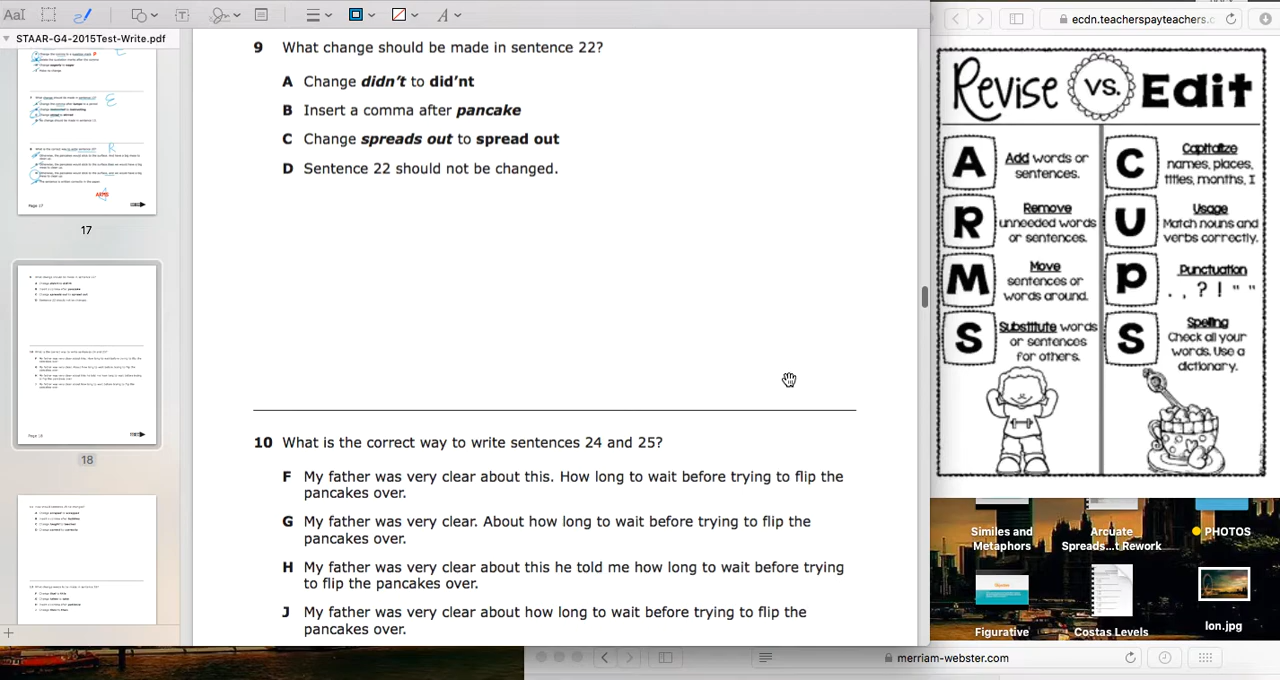 STAAR-G4-2015Test-Write.pdf
Page 17
17
Page 18
18
9 What change should be made in sentence 22?
A Change didn't to did'nt
B Insert a comma after pancake
C Change spreads out to spread out
D Sentence 22 should not be changed.
10 What is the correct way to write sentences 24 and 25?
F My father was very clear about this. How long to wait before trying to flip the
pancakes over.
G My father was very clear. About how long to wait before trying to flip the
pancakes over.
H My father was very clear about this he told me how long to wait before trying
to flip the pancakes over.
J My father was very clear about how long to wait before trying to flip the
pancakes over.
ecdn.teacherspayteachers.c
Revise vs. Edit
A
Add words or
sentences.
R
Remove
unneeded words
or sentences.
M
Move
sentences or
words around.
S
Substitute words
or sentences
for others.
C
Capitalize
names, places,
titles, months, I
U
Usage
Match nouns and
verbs correctly.
P
Punctuation
. , ? ! " "
S
Spelling
Check all your
words. Use a
dictionary.
Similes and
Metaphors
Arcuate
Spreads...t Rework
PHOTOS
Figurative
Costas Levels
lon.jpg
merriam-webster.com